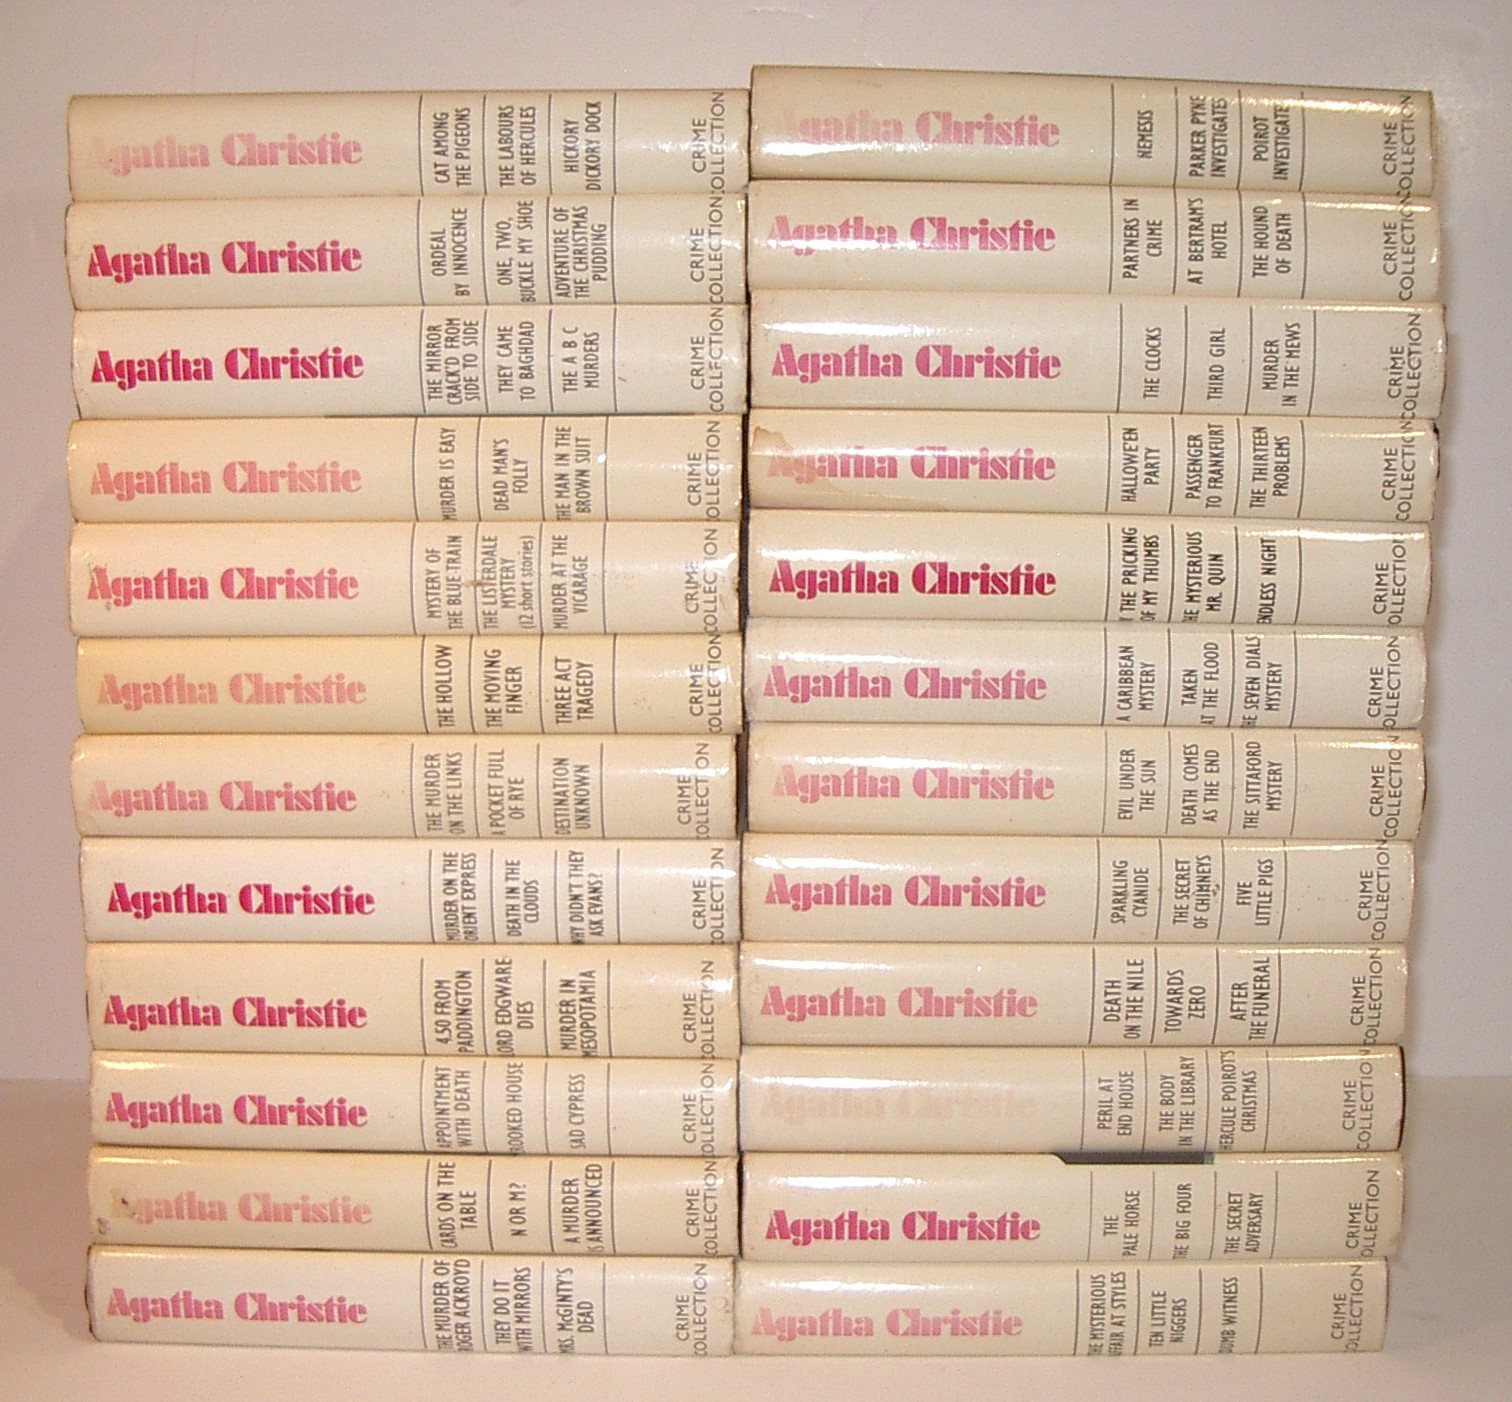 Agatha Christie
CAT AMONG
THE PIGEONS
THE LABOURS
OF HERCULES
HICKORY
DICKORY DOCK
CRIME
COLLECTION
Agatha Christie
ORDEAL
BY INNOCENCE
ONE, TWO,
BUCKLE MY SHOE
ADVENTURE OF
THE CHRISTMAS
PUDDING
CRIME
COLLECTION
Agatha Christie
THE MIRROR
CRACK'D FROM
SIDE TO SIDE
THEY CAME
TO BAGHDAD
THE A B C
MURDERS
CRIME
COLLECTION
Agatha Christie
MURDER IS EASY
DEAD MAN'S
FOLLY
THE MAN IN THE
BROWN SUIT
CRIME
COLLECTION
Agatha Christie
MYSTERY OF
THE BLUE-TRAIN
THE LISTERDALE
MYSTERY
(12 short stories)
MURDER AT THE
VICARAGE
CRIME
COLLECTION
Agatha Christie
THE HOLLOW
THE MOVING
FINGER
THREE ACT
TRAGEDY
CRIME
COLLECTION
Agatha Christie
THE MURDER
ON THE LINKS
A POCKET FULL
OF RYE
DESTINATION
UNKNOWN
CRIME
COLLECTION
Agatha Christie
MURDER ON THE
ORIENT EXPRESS
DEATH IN THE
CLOUDS
WHY DIDN'T THEY
ASK EVANS?
CRIME
COLLECTION
Agatha Christie
4.50 FROM
PADDINGTON
LORD EDGWARE
DIES
MURDER IN
MESOPOTAMIA
CRIME
COLLECTION
Agatha Christie
APPOINTMENT
WITH DEATH
CROOKED HOUSE
SAD CYPRESS
CRIME
COLLECTION
Agatha Christie
CARDS ON THE
TABLE
N OR M?
A MURDER
IS ANNOUNCED
CRIME
COLLECTION
Agatha Christie
THE MURDER OF
ROGER ACKROYD
THEY DO IT
WITH MIRRORS
MRS. McGINTY'S
DEAD
CRIME
COLLECTION
Agatha Christie
NEMESIS
PARKER PYNE
INVESTIGATES
POIROT
INVESTIGATES
CRIME
COLLECTION
Agatha Christie
PARTNERS IN
CRIME
AT BERTRAM'S
HOTEL
THE HOUND
OF DEATH
CRIME
COLLECTION
Agatha Christie
THE CLOCKS
THIRD GIRL
MURDER
IN THE MEWS
CRIME
COLLECTION
Agatha Christie
HALLOWE'EN
PARTY
PASSENGER
TO FRANKFURT
THE THIRTEEN
PROBLEMS
CRIME
COLLECTION
Agatha Christie
BY THE PRICKING
OF MY THUMBS
THE MYSTERIOUS
MR. QUIN
ENDLESS NIGHT
CRIME
COLLECTION
Agatha Christie
A CARIBBEAN
MYSTERY
TAKEN
AT THE FLOOD
THE SEVEN DIALS
MYSTERY
CRIME
COLLECTION
Agatha Christie
EVIL UNDER
THE SUN
DEATH COMES
AS THE END
THE SITTAFORD
MYSTERY
CRIME
COLLECTION
Agatha Christie
SPARKLING
CYANIDE
THE SECRET
OF CHIMNEYS
FIVE
LITTLE PIGS
CRIME
COLLECTION
Agatha Christie
DEATH
ON THE NILE
TOWARDS
ZERO
AFTER
THE FUNERAL
CRIME
COLLECTION
Agatha Christie
PERIL AT
END HOUSE
THE BODY
IN THE LIBRARY
HERCULE POIROT'S
CHRISTMAS
CRIME
COLLECTION
Agatha Christie
THE
PALE HORSE
THE BIG FOUR
THE SECRET
ADVERSARY
CRIME
COLLECTION
Agatha Christie
THE MYSTERIOUS
AFFAIR AT STYLES
TEN LITTLE
NIGGERS
DUMB WITNESS
CRIME
COLLECTION